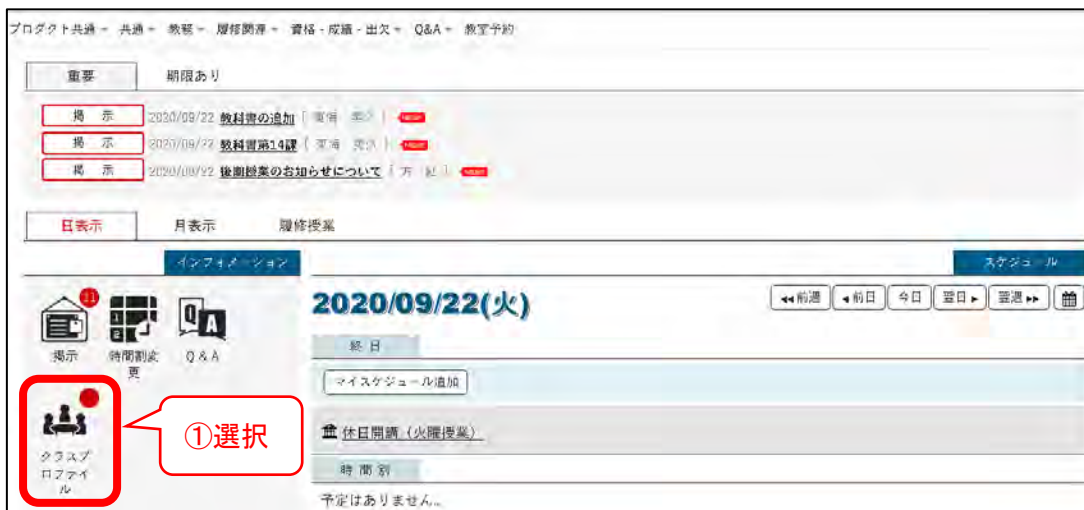 プロダクト共通 共通 教務 履修関連 資格・成績・出欠 Q&A 教室予約
重要 期限あり
掲示 2020/09/22 教科書の追加
掲示 2020/09/22 教科書第14課
掲示 2020/09/22 後期授業のお知らせについて
日表示 月表示 履修授業
インフォメーション スケジュール
2020/09/22(火) 前週 前日 今日 翌日 翌週
11
掲示 時間割変更 Q&A
終日
マイスケジュール追加
休日開講（火曜授業）
①選択
クラスプロファイル
時間別
予定はありません。